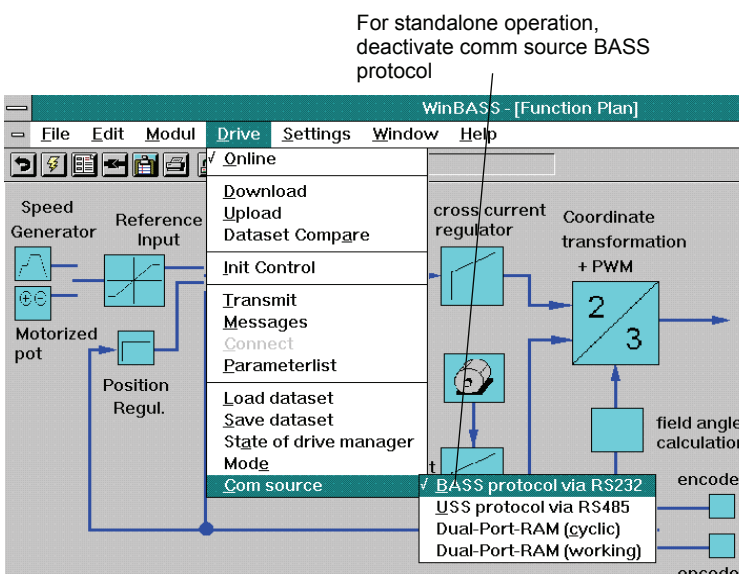 For standalone operation,
deactivate comm source BASS
protocol
WinBASS - [Function Plan]
File Edit Modul Drive Settings Window Help
√ Online
Download
Upload
Dataset Compare
Init Control
Transmit
Messages
Connect
Parameterlist
Load dataset
Save dataset
State of drive manager
Mode
Com source
√ BASS protocol via RS232
USS protocol via RS485
Dual-Port-RAM (cyclic)
Dual-Port-RAM (working)
Speed
Generator
Reference
Input
Motorized
pot
Position
Regul.
cross current
regulator
Coordinate
transformation
+ PWM
2
3
field angle
calculation
encode
encode